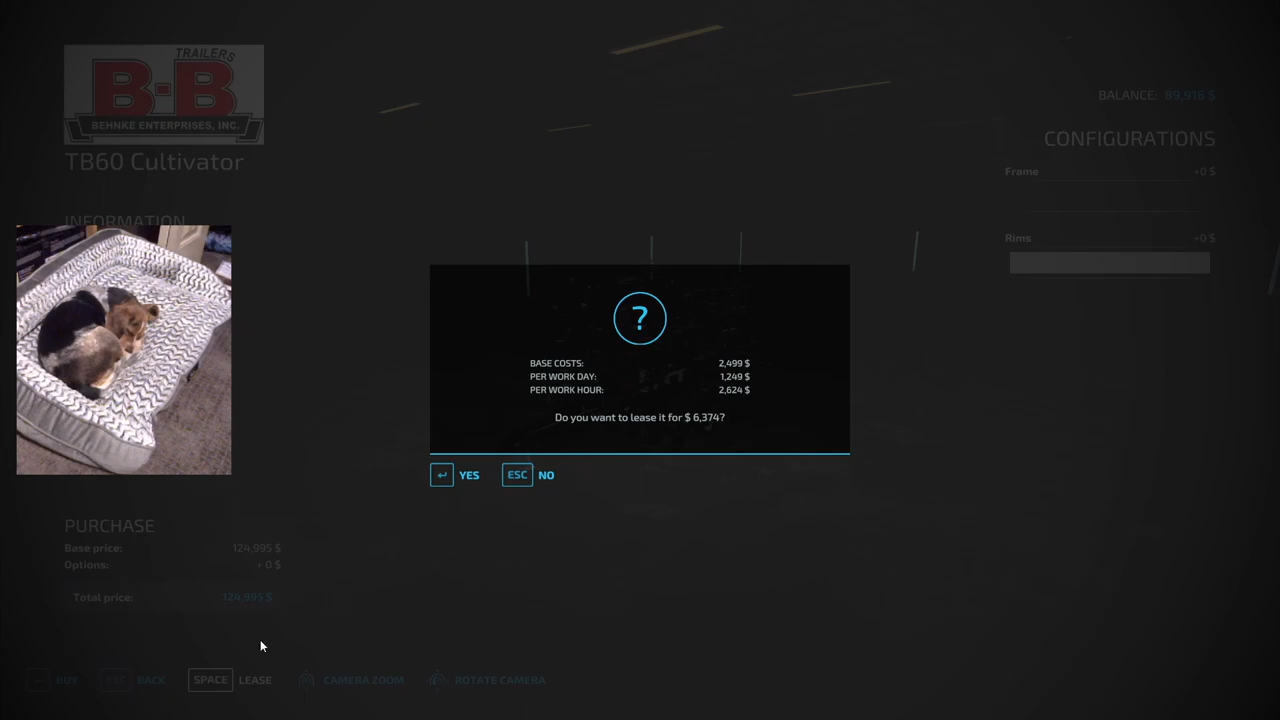 TRAILERS
B-B
BEHNKE ENTERPRISES, INC.
TB60 Cultivator
INFORMATION
BALANCE: 89,916 $
CONFIGURATIONS
Frame +0 $
Rims +0 $
?
BASE COSTS: 2,499 $
PER WORK DAY: 1,249 $
PER WORK HOUR: 2,624 $
Do you want to lease it for $ 6,374?
YES
ESC NO
PURCHASE
Base price: 124,995 $
Options: + 0 $
Total price: 124,995 $
BUY
ESC BACK
SPACE LEASE
CAMERA ZOOM
ROTATE CAMERA